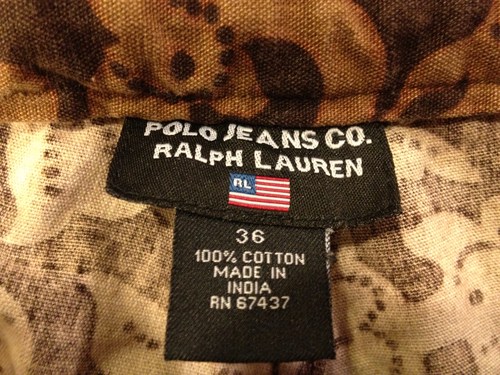 POLO JEANS CO.
RALPH LAUREN
RL
36
100% COTTON
MADE IN
INDIA
RN 67437